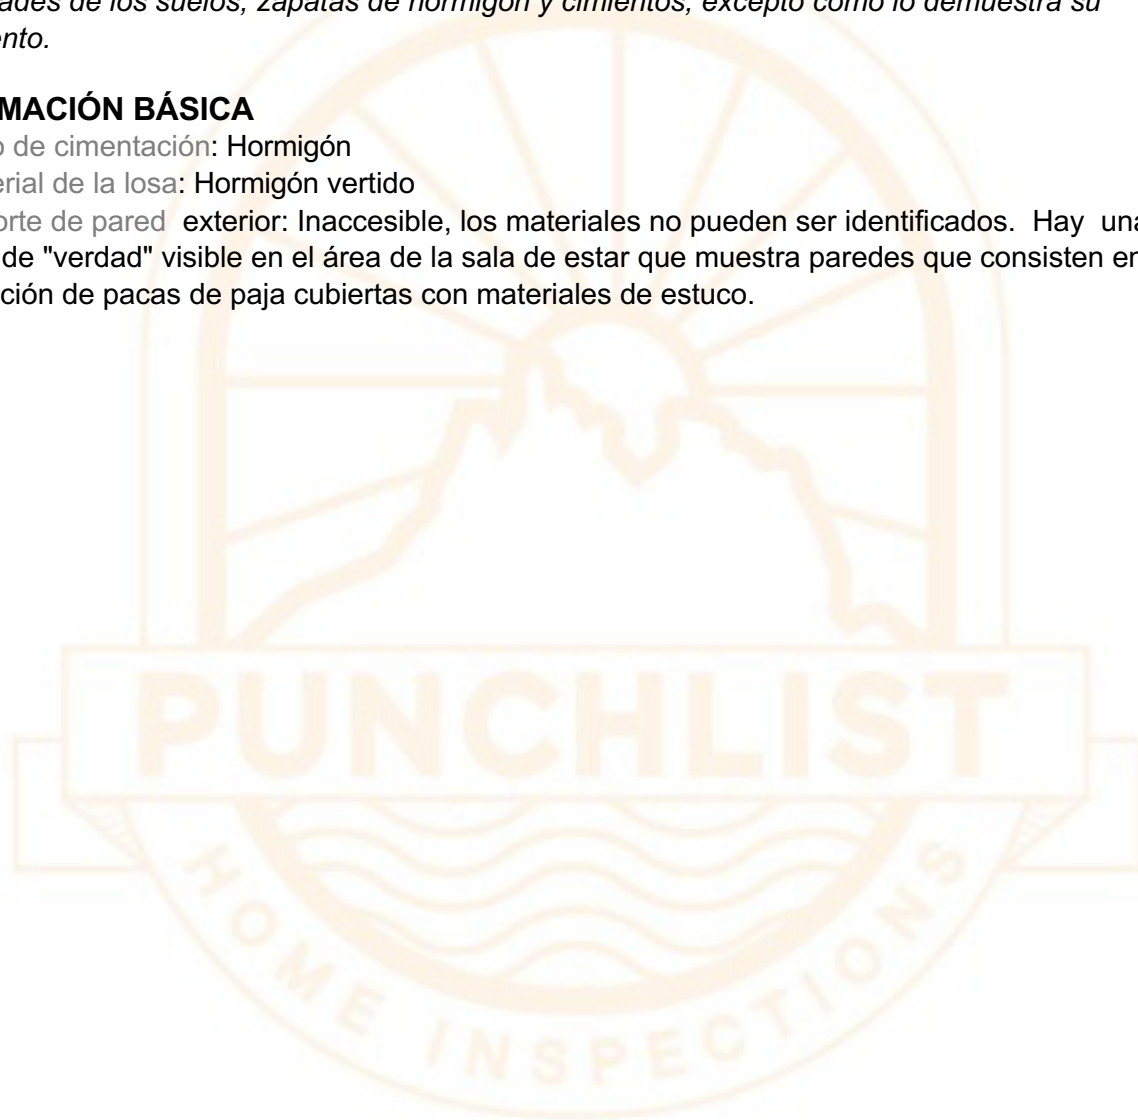 ades de los suelos, zapatas de hormigón y cimientos, excepto como lo demuestra su
ento.
MACIÓN BÁSICA
o de cimentación: Hormigón
erial de la losa: Hormigón vertido
orte de pared exterior: Inaccesible, los materiales no pueden ser identificados. Hay una
de "verdad" visible en el área de la sala de estar que muestra paredes que consisten en
ción de pacas de paja cubiertas con materiales de estuco.
PUNCHLIST
HOME INSPECTIONS